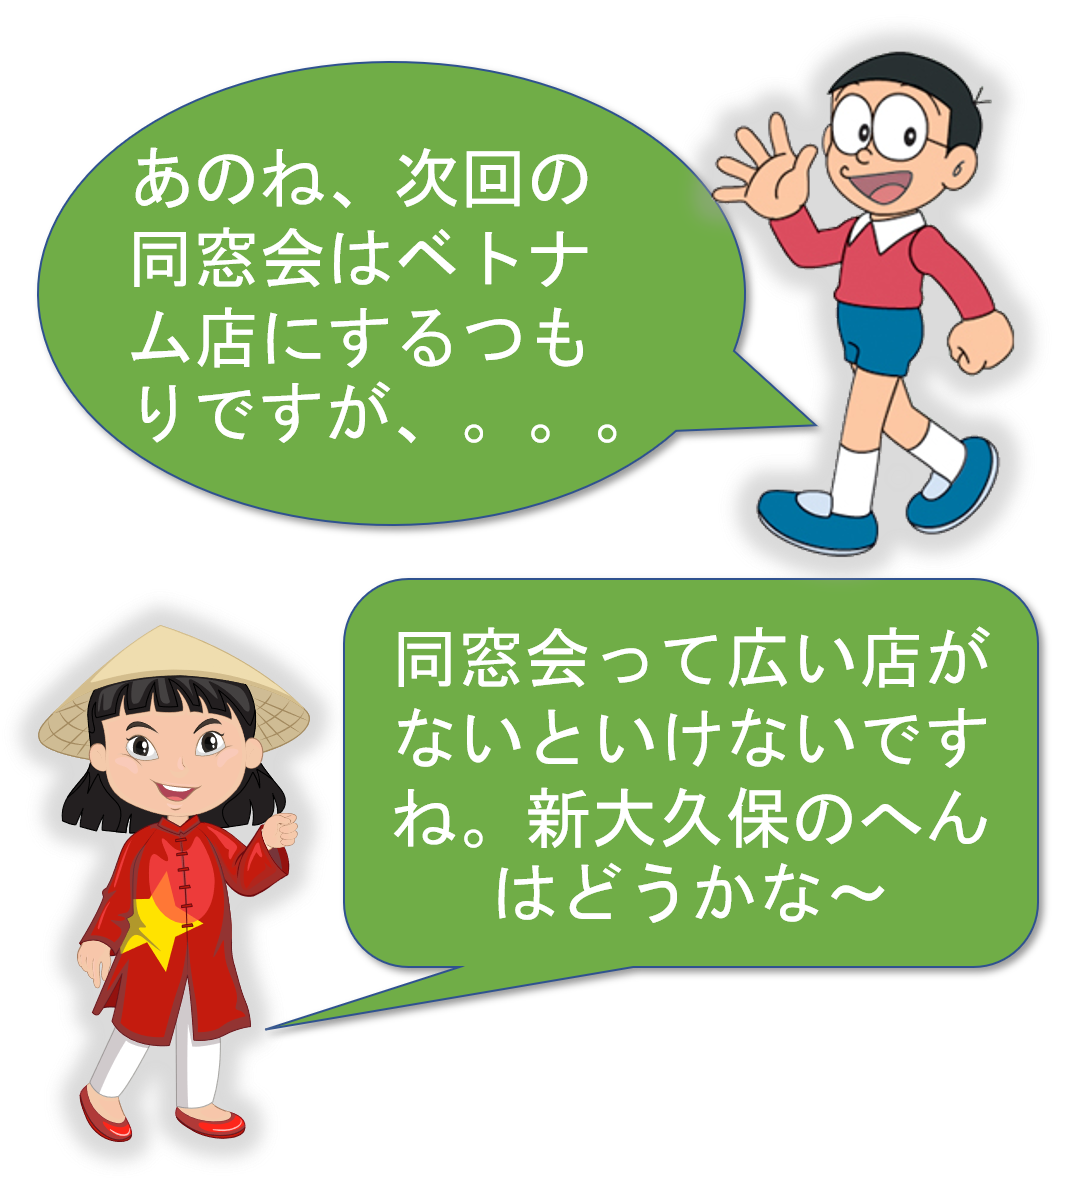 あのね、次回の
同窓会はベトナ
ム店にするつも
りですが、。。。
同窓会って広い店が
ないといけないです
ね。新大久保のへん
はどうかな～